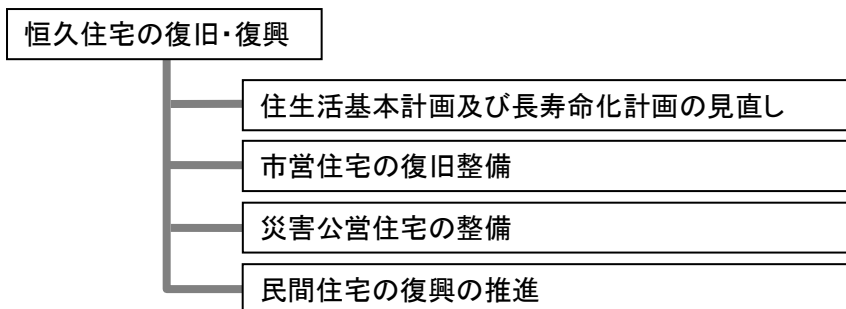 恒久住宅の復旧・復興
住生活基本計画及び長寿命化計画の見直し
市営住宅の復旧整備
災害公営住宅の整備
民間住宅の復興の推進